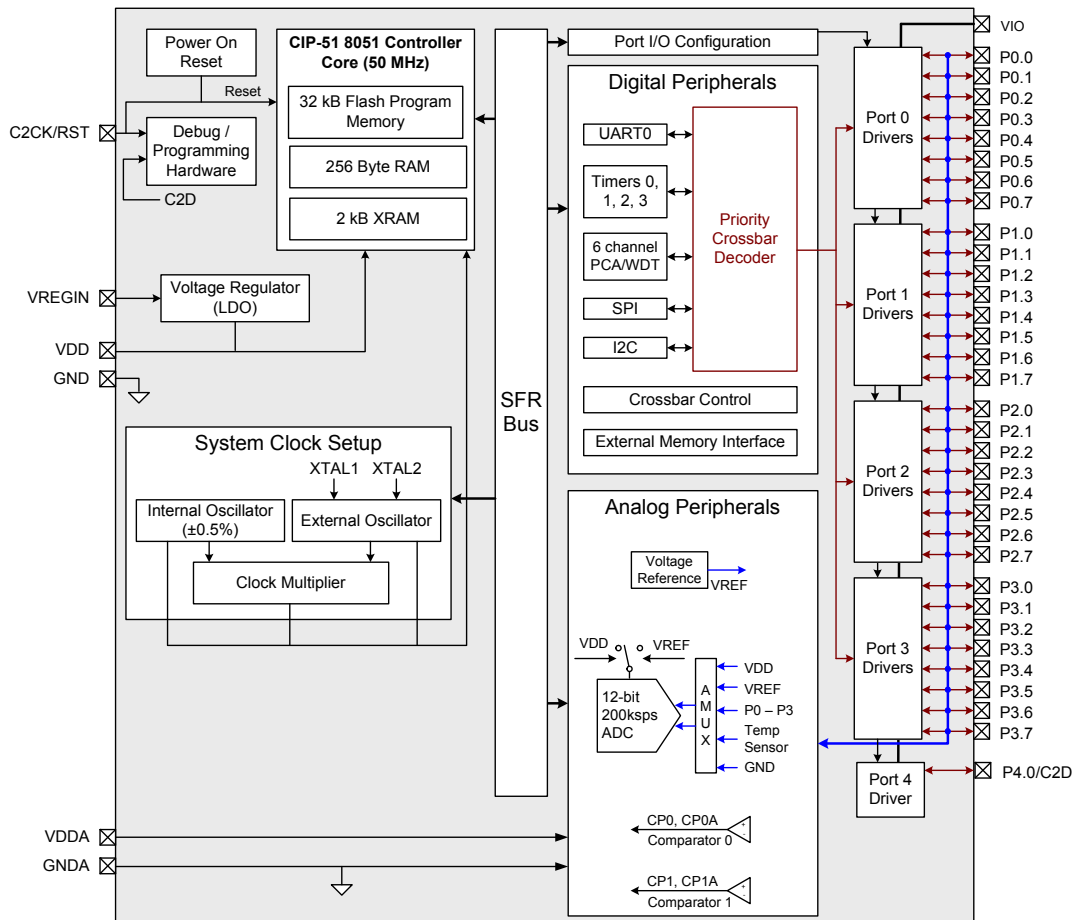 Power On
Reset
Reset
C2CK/RST
Debug /
Programming
Hardware
C2D
CIP-51 8051 Controller
Core (50 MHz)
32 kB Flash Program
Memory
256 Byte RAM
2 kB XRAM
VREGIN
Voltage Regulator
(LDO)
VDD
GND
System Clock Setup
XTAL1
XTAL2
Internal Oscillator
(±0.5%)
External Oscillator
Clock Multiplier
VDDA
GNDA
SFR
Bus
Port I/O Configuration
Digital Peripherals
UART0
Timers 0,
1, 2, 3
6 channel
PCA/WDT
SPI
I2C
Priority
Crossbar
Decoder
Crossbar Control
External Memory Interface
Analog Peripherals
Voltage
Reference
VREF
VDD
VREF
12-bit
200ksps
ADC
A
M
U
X
VDD
VREF
P0 – P3
Temp
Sensor
GND
CP0, CP0A
+
-
Comparator 0
CP1, CP1A
+
-
Comparator 1
Port 0
Drivers
Port 1
Drivers
Port 2
Drivers
Port 3
Drivers
Port 4
Driver
VIO
P0.0
P0.1
P0.2
P0.3
P0.4
P0.5
P0.6
P0.7
P1.0
P1.1
P1.2
P1.3
P1.4
P1.5
P1.6
P1.7
P2.0
P2.1
P2.2
P2.3
P2.4
P2.5
P2.6
P2.7
P3.0
P3.1
P3.2
P3.3
P3.4
P3.5
P3.6
P3.7
P4.0/C2D